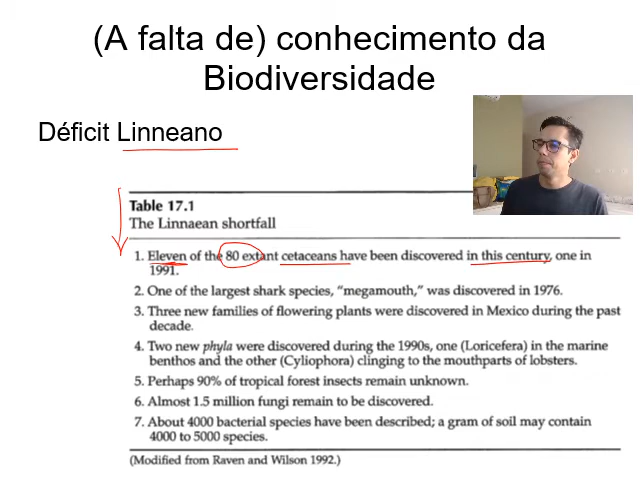 (A falta de) conhecimento da
Biodiversidade
Déficit Linneano
Table 17.1
The Linnaean shortfall
1. Eleven of the 80 extant cetaceans have been discovered in this century, one in
1991.
2. One of the largest shark species, “megamouth,” was discovered in 1976.
3. Three new families of flowering plants were discovered in Mexico during the past
decade.
4. Two new phyla were discovered during the 1990s, one (Loricefera) in the marine
benthos and the other (Cyliophora) clinging to the mouthparts of lobsters.
5. Perhaps 90% of tropical forest insects remain unknown.
6. Almost 1.5 million fungi remain to be discovered.
7. About 4000 bacterial species have been described; a gram of soil may contain
4000 to 5000 species.
(Modified from Raven and Wilson 1992.)